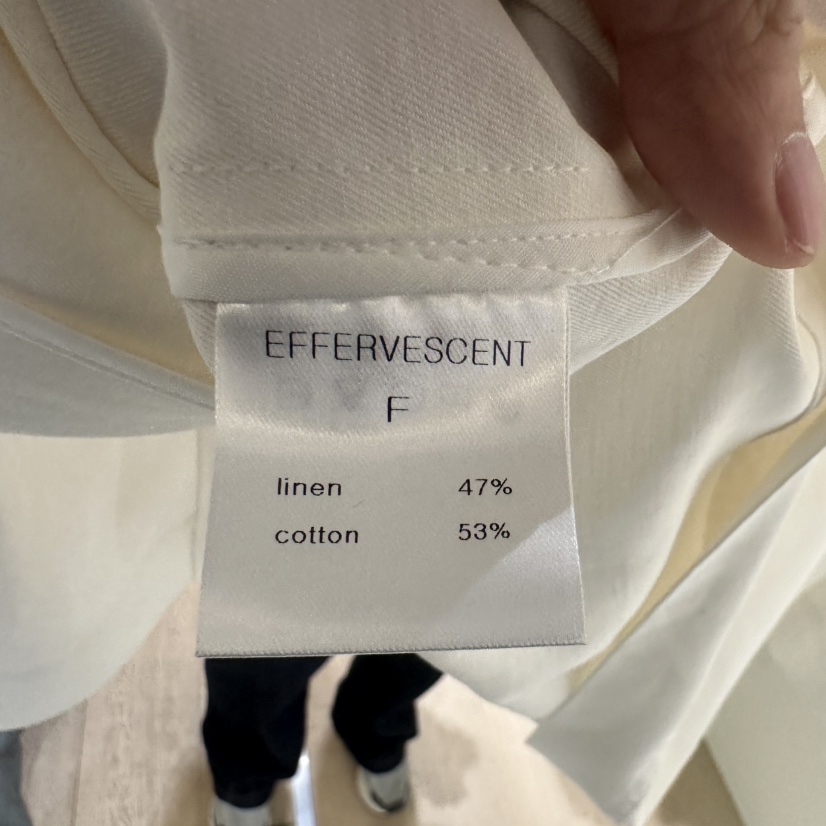 EFFERVESCENT
F
linen 47%
cotton 53%